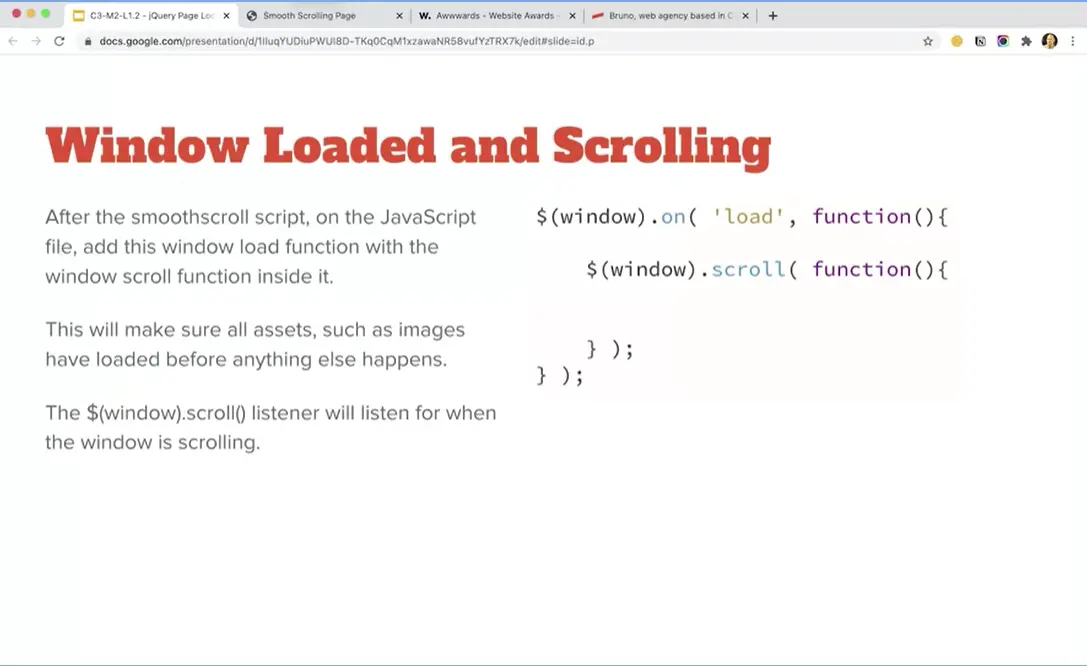 C3-M2-L1.2 - jQuery Page Loc
Smooth Scrolling Page
W. Awwwards - Website Awards -
Bruno, web agency based in C
docs.google.com/presentation/d/
edit#slide=id.p
Window Loaded and Scrolling
After the smoothscroll script, on the JavaScript
file, add this window load function with the
window scroll function inside it.
This will make sure all assets, such as images
have loaded before anything else happens.
The $(window).scroll() listener will listen for when
the window is scrolling.
$(window).on( 'load', function(){
$(window).scroll( function(){
} );
} );